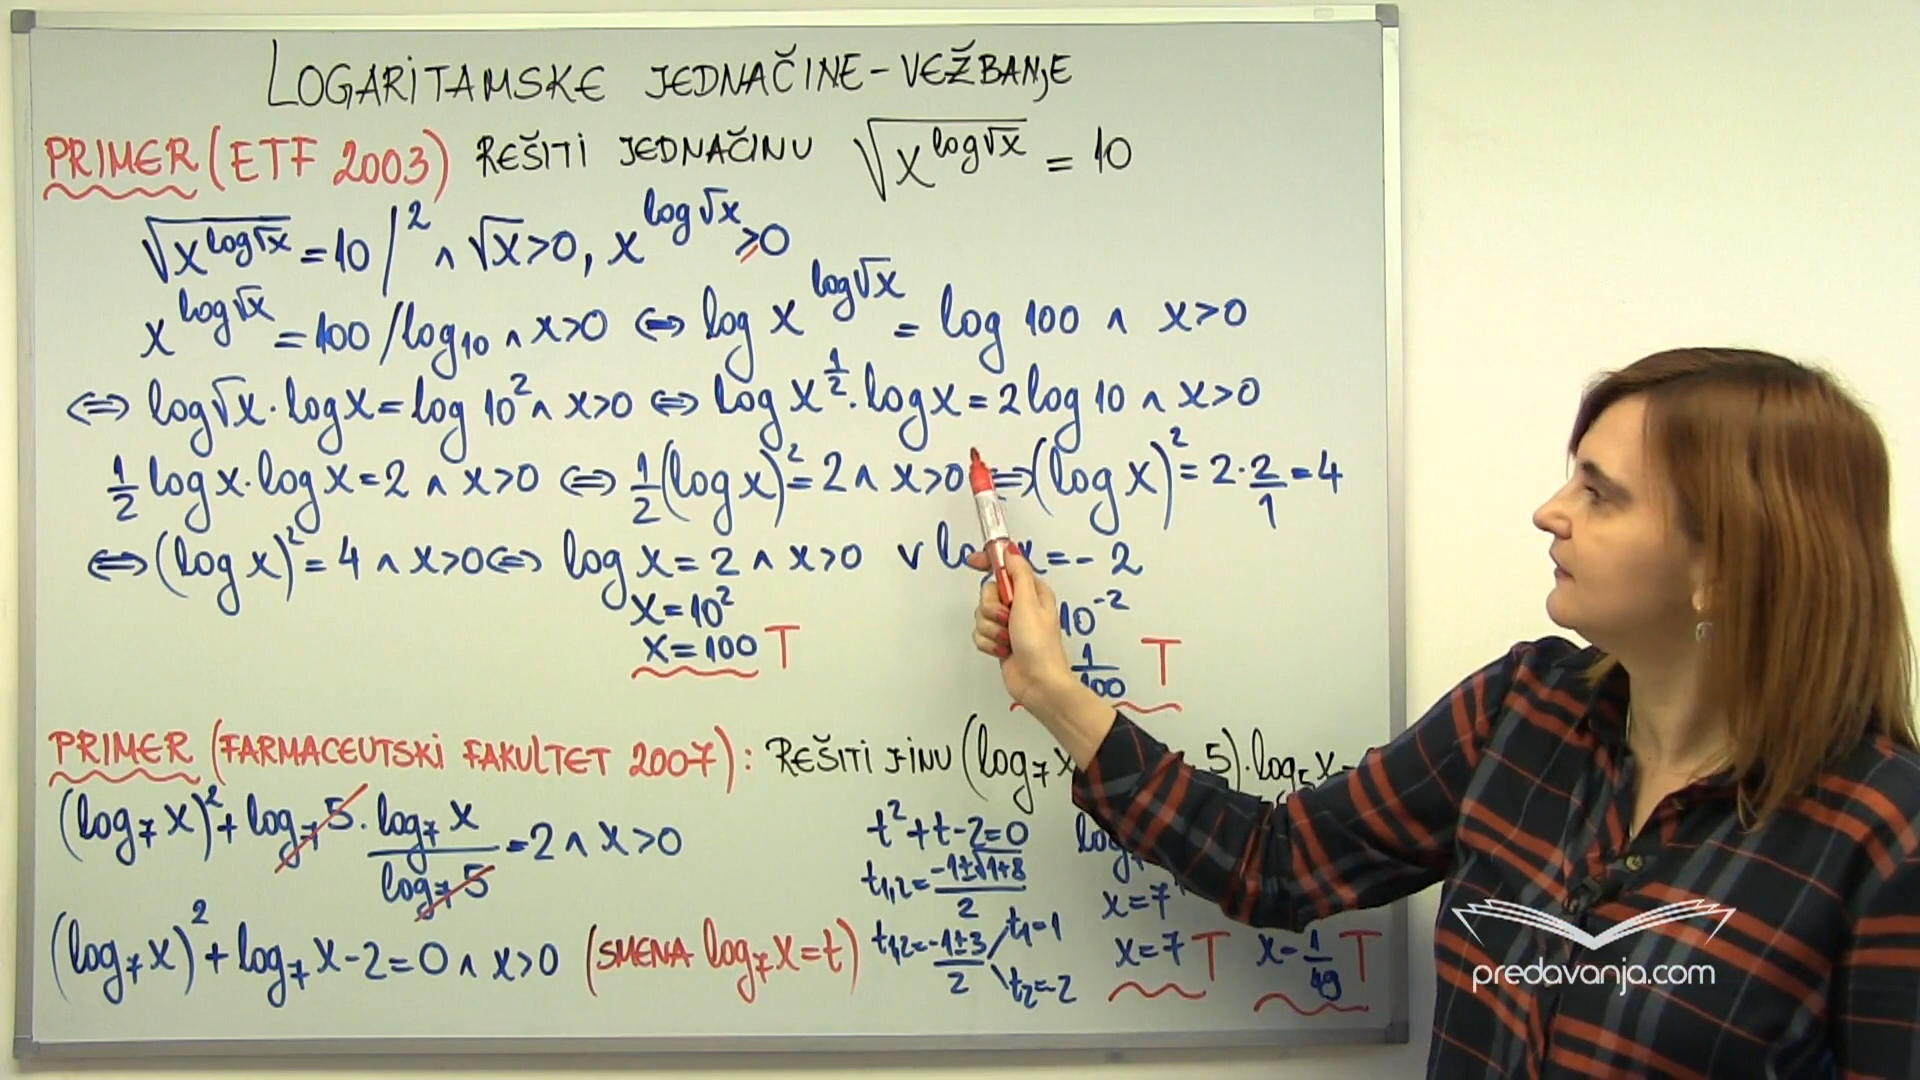 LOGARITAMSKE JEDNAČINE - VEŽBANJE
PRIMER (ETF 2003) REŠITI JEDNAČINU √(x^(log√x)) = 10
√(x^(log√x)) = 10 /² ∧ √x > 0, x^(log√x) ≥ 0
x^(log√x) = 100 / log₁₀ ∧ x > 0 ⇔ log x^(log√x) = log 100 ∧ x > 0
⇔ log√x · log x = log 10² ∧ x > 0 ⇔ log x^(1/2) · log x = 2 log 10 ∧ x > 0
1/2 log x · log x = 2 ∧ x > 0 ⇔ 1/2 (log x)² = 2 ∧ x > 0 ⇔ (log x)² = 2 · 2/1 = 4
⇔ (log x)² = 4 ∧ x > 0 ⇔ log x = 2 ∧ x > 0 ∨ log x = -2
x = 10² 10⁻²
x = 100 T 1/100 T
PRIMER (FARMACEUTSKI FAKULTET 2007): REŠITI J-INU (log₇ x 5) · log₅ x
(log₇ x)² + log₇ 5 · log₇ x / log₇ 5 = 2 ∧ x > 0
(log₇ x)² + log₇ x - 2 = 0 ∧ x > 0 (SMENA log₇ x = t)
t² + t - 2 = 0
t₁,₂ = (-1 ± √(1+8)) / 2
t₁,₂ = (-1 ± 3) / 2 t₁ = 1
t₂ = -2
x = 7¹
x = 7 T x = 1/49 T
predavanja.com